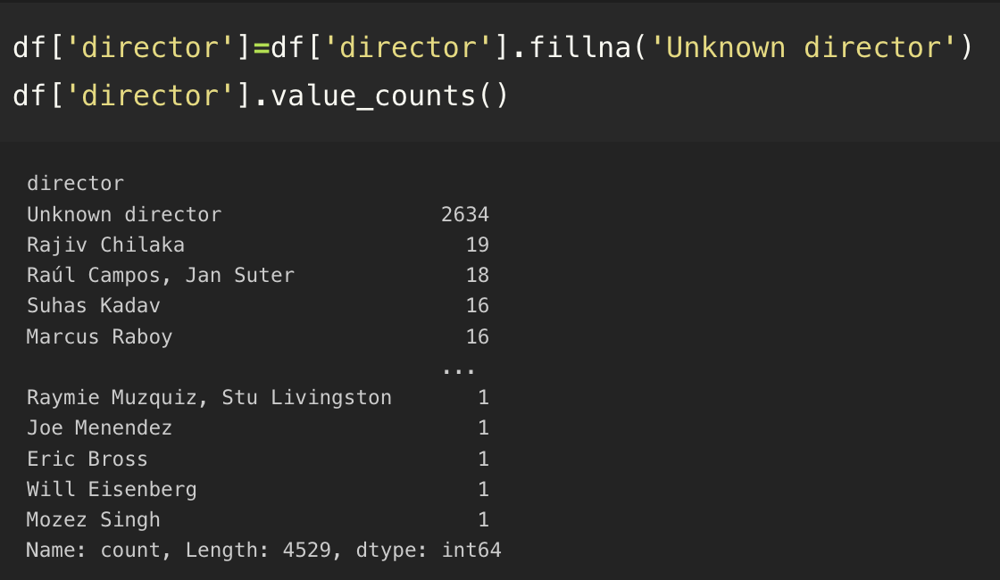 df['director']=df['director'].fillna('Unknown director')
df['director'].value_counts()
director
Unknown director 2634
Rajiv Chilaka 19
Raúl Campos, Jan Suter 18
Suhas Kadav 16
Marcus Raboy 16
...
Raymie Muzquiz, Stu Livingston 1
Joe Menendez 1
Eric Bross 1
Will Eisenberg 1
Mozez Singh 1
Name: count, Length: 4529, dtype: int64